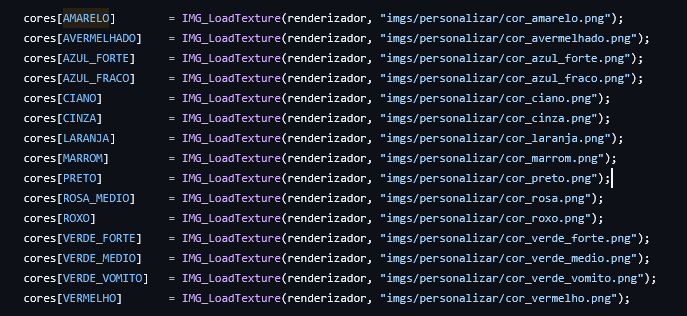 cores[AMARELO]         = IMG_LoadTexture(renderizador, "imgs/personalizar/cor_amarelo.png");
cores[AVERMELHADO]     = IMG_LoadTexture(renderizador, "imgs/personalizar/cor_avermelhado.png");
cores[AZUL_FORTE]      = IMG_LoadTexture(renderizador, "imgs/personalizar/cor_azul_forte.png");
cores[AZUL_FRACO]      = IMG_LoadTexture(renderizador, "imgs/personalizar/cor_azul_fraco.png");
cores[CIANO]           = IMG_LoadTexture(renderizador, "imgs/personalizar/cor_ciano.png");
cores[CINZA]           = IMG_LoadTexture(renderizador, "imgs/personalizar/cor_cinza.png");
cores[LARANJA]         = IMG_LoadTexture(renderizador, "imgs/personalizar/cor_laranja.png");
cores[MARROM]          = IMG_LoadTexture(renderizador, "imgs/personalizar/cor_marrom.png");
cores[PRETO]           = IMG_LoadTexture(renderizador, "imgs/personalizar/cor_preto.png");
cores[ROSA_MEDIO]      = IMG_LoadTexture(renderizador, "imgs/personalizar/cor_rosa.png");
cores[ROXO]            = IMG_LoadTexture(renderizador, "imgs/personalizar/cor_roxo.png");
cores[VERDE_FORTE]     = IMG_LoadTexture(renderizador, "imgs/personalizar/cor_verde_forte.png");
cores[VERDE_MEDIO]     = IMG_LoadTexture(renderizador, "imgs/personalizar/cor_verde_medio.png");
cores[VERDE_VOMITO]    = IMG_LoadTexture(renderizador, "imgs/personalizar/cor_verde_vomito.png");
cores[VERMELHO]        = IMG_LoadTexture(renderizador, "imgs/personalizar/cor_vermelho.png");